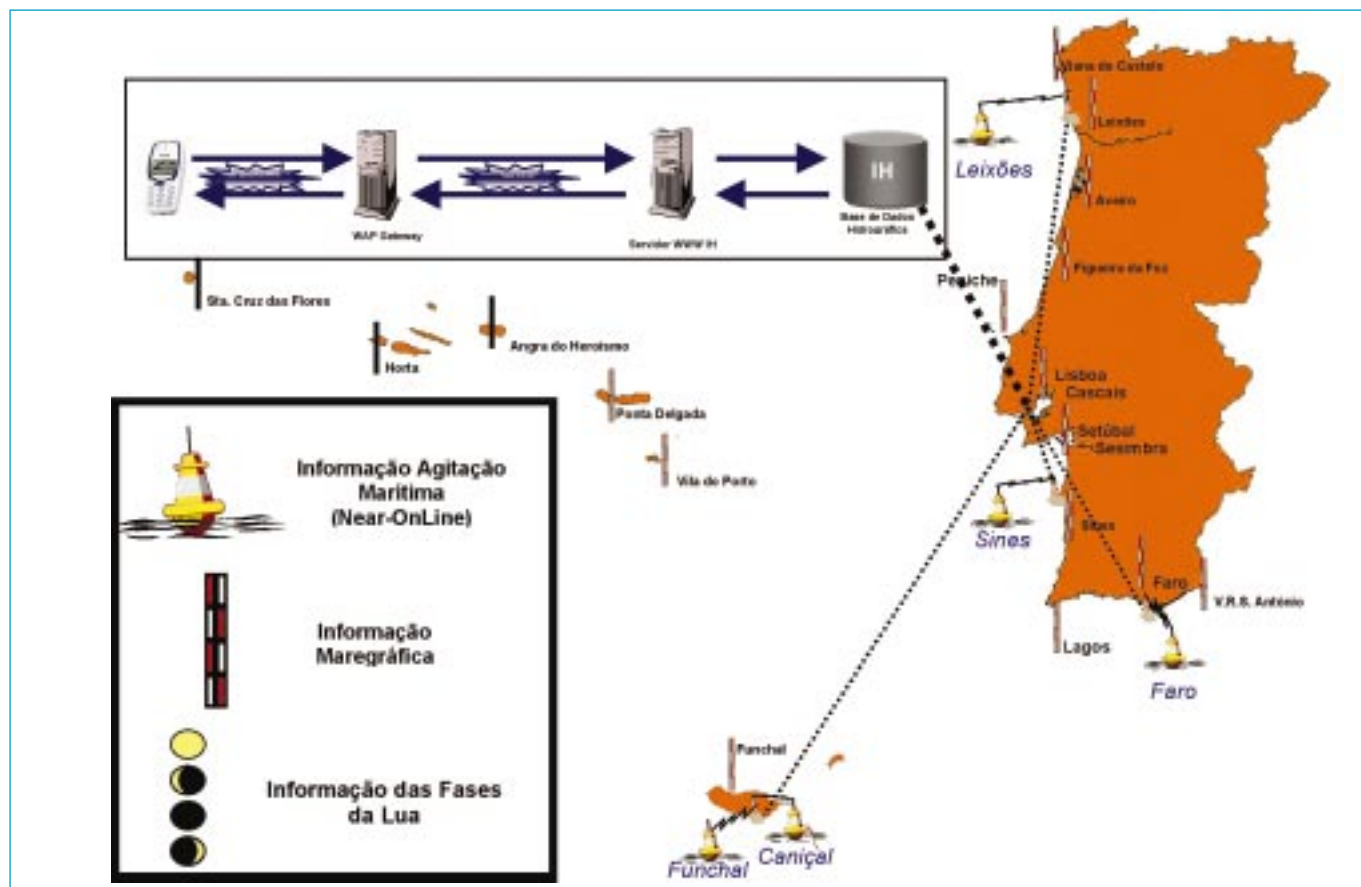 IH
WAP Gateway
Servidor WWW IH
Base de Dados
Hidrográfica
Viana do Castelo
Leixões
Leixões
Aveiro
Figueira da Foz
Peniche
Lisboa
Cascais
Setúbal
Sesimbra
Sines
Sines
Faro
V.R.S. António
Lagos
Faro
Sta. Cruz das Flores
Horta
Angra do Heroísmo
Ponta Delgada
Vila do Porto
Informação Agitação
Marítima
(Near-OnLine)
Informação
Maregráfica
Informação das Fases
da Lua
Funchal
Funchal
Caniçal